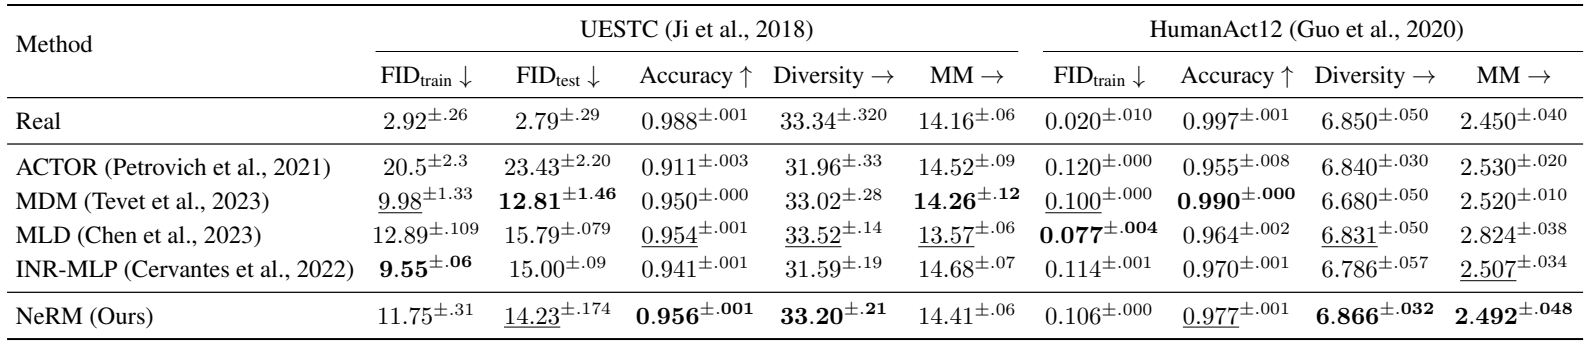 Method UESTC (Ji et al., 2018) HumanAct12 (Guo et al., 2020)
FID_train ↓ FID_test ↓ Accuracy ↑ Diversity → MM → FID_train ↓ Accuracy ↑ Diversity → MM →
Real 2.92±.26 2.79±.29 0.988±.001 33.34±.320 14.16±.06 0.020±.010 0.997±.001 6.850±.050 2.450±.040
ACTOR (Petrovich et al., 2021) 20.5±2.3 23.43±2.20 0.911±.003 31.96±.33 14.52±.09 0.120±.000 0.955±.008 6.840±.030 2.530±.020
MDM (Tevet et al., 2023) 9.98±1.33 12.81±1.46 0.950±.000 33.02±.28 14.26±.12 0.100±.000 0.990±.000 6.680±.050 2.520±.010
MLD (Chen et al., 2023) 12.89±.109 15.79±.079 0.954±.001 33.52±.14 13.57±.06 0.077±.004 0.964±.002 6.831±.050 2.824±.038
INR-MLP (Cervantes et al., 2022) 9.55±.06 15.00±.09 0.941±.001 31.59±.19 14.68±.07 0.114±.001 0.970±.001 6.786±.057 2.507±.034
NeRM (Ours) 11.75±.31 14.23±.174 0.956±.001 33.20±.21 14.41±.06 0.106±.000 0.977±.001 6.866±.032 2.492±.048